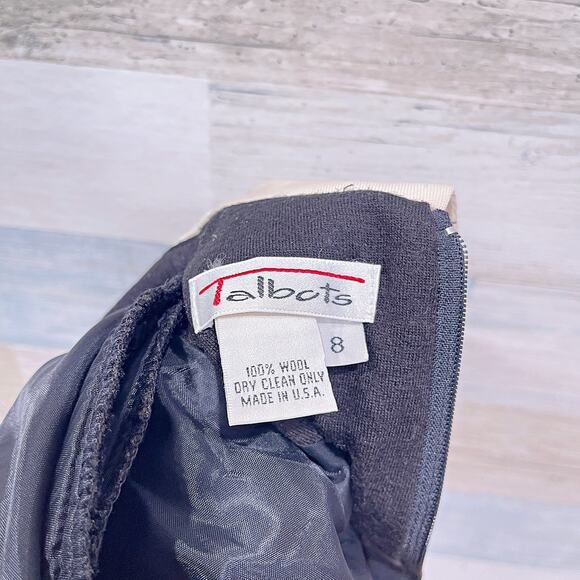 Talbots
8
100% WOOL
DRY CLEAN ONLY
MADE IN U.S.A.